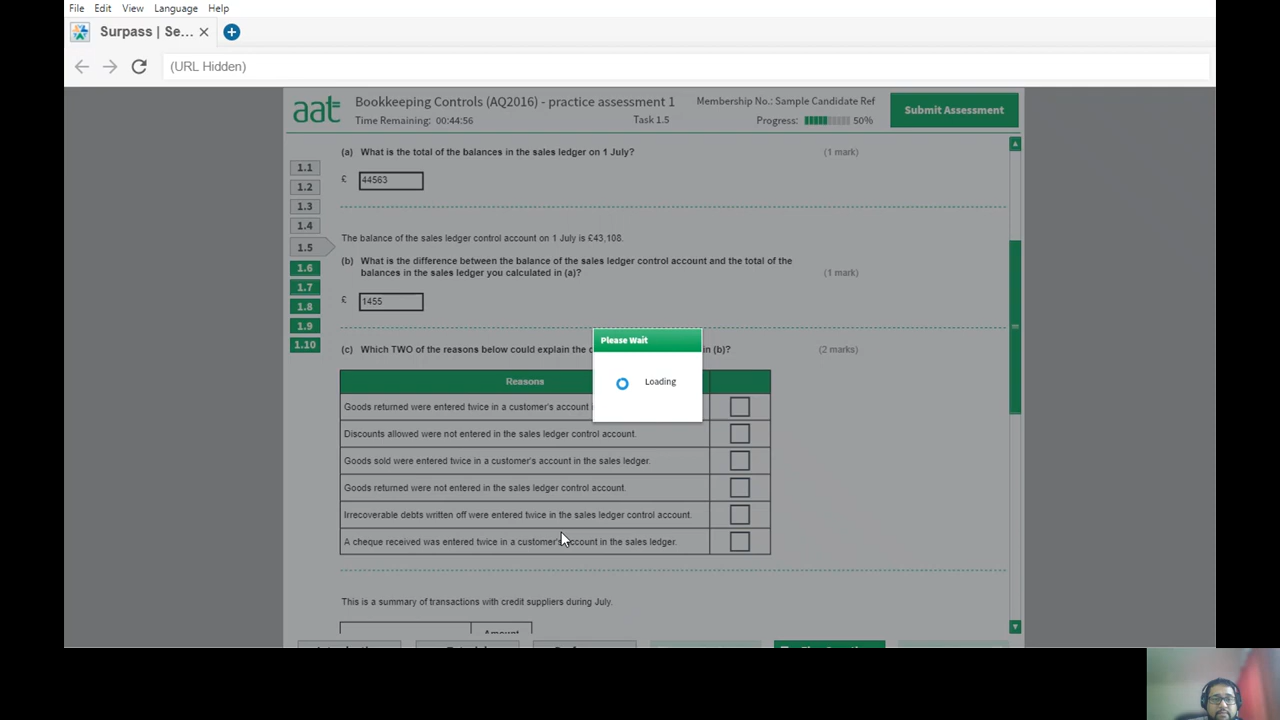 File Edit View Language Help
Surpass | Se...
(URL Hidden)
aat
Bookkeeping Controls (AQ2016) - practice assessment 1
Membership No.: Sample Candidate Ref
Submit Assessment
Time Remaining: 00:44:56
Task 1.5
Progress: 50%
1.1
1.2
1.3
1.4
1.5
1.6
1.7
1.8
1.9
1.10
(a) What is the total of the balances in the sales ledger on 1 July? (1 mark)
£ 44563
The balance of the sales ledger control account on 1 July is £43,108.
(b) What is the difference between the balance of the sales ledger control account and the total of the
balances in the sales ledger you calculated in (a)? (1 mark)
£ 1455
(c) Which TWO of the reasons below could explain the in (b)? (2 marks)
Please Wait
Loading
Reasons
Goods returned were entered twice in a customer's account
Discounts allowed were not entered in the sales ledger control account.
Goods sold were entered twice in a customer's account in the sales ledger.
Goods returned were not entered in the sales ledger control account.
Irrecoverable debts written off were entered twice in the sales ledger control account.
A cheque received was entered twice in a customer's account in the sales ledger.
This is a summary of transactions with credit suppliers during July.
Amount